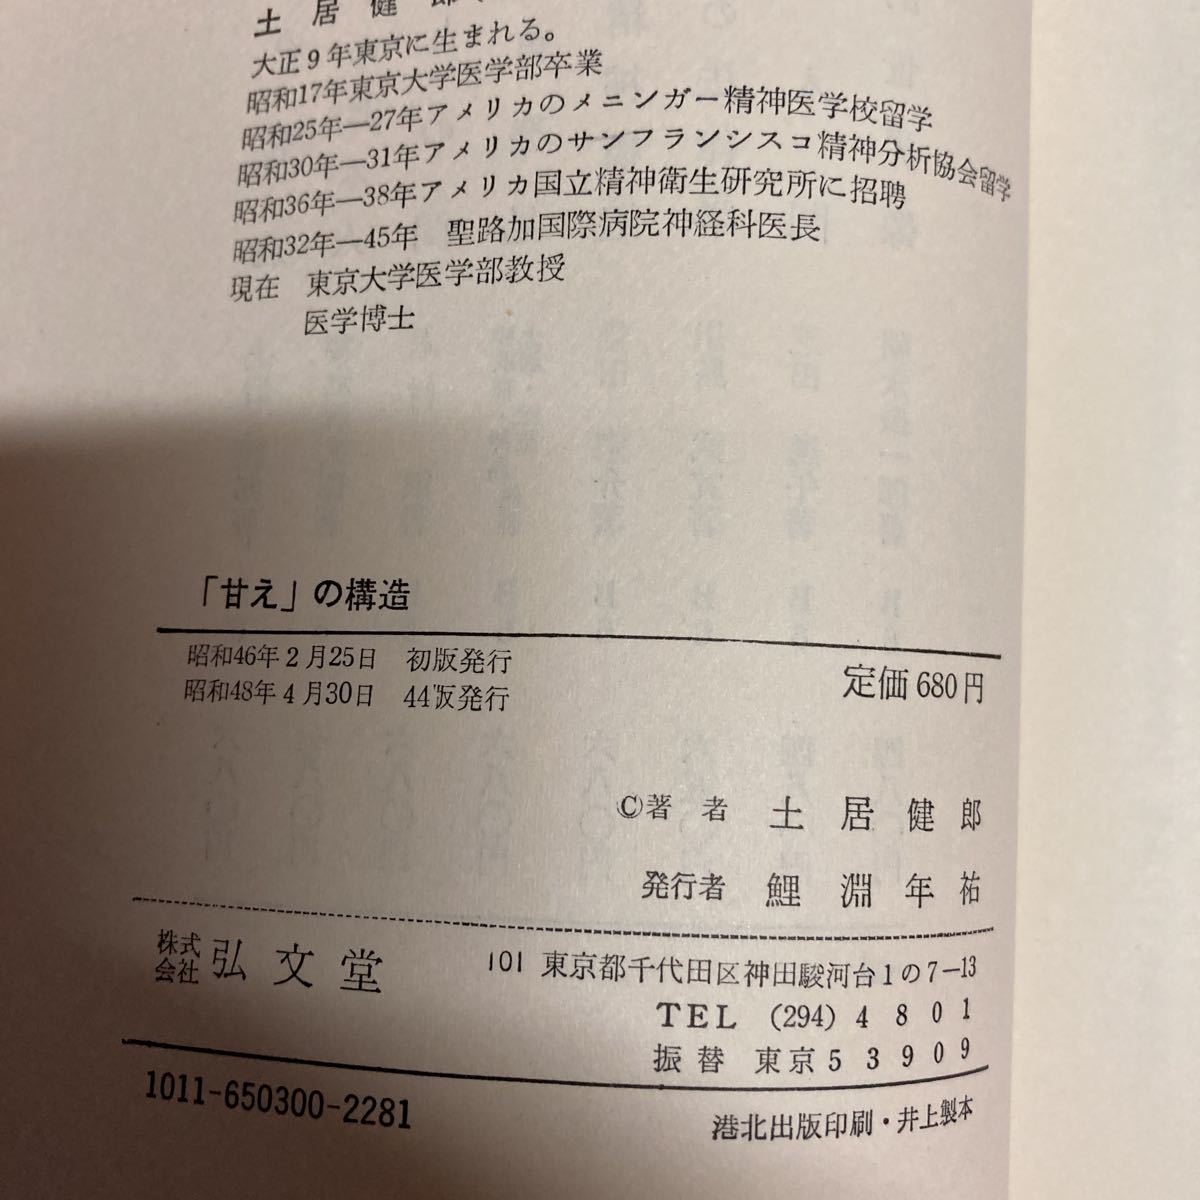 土居健郎
大正9年東京に生まれる。
昭和17年東京大学医学部卒業
昭和25年—27年アメリカのメニンガー精神医学校留学
昭和30年—31年アメリカのサンフランシスコ精神分析協会留学
昭和36年—38年アメリカ国立精神衛生研究所に招聘
昭和32年—45年 聖路加国際病院神経科医長
現在 東京大学医学部教授
医学博士
「甘え」の構造
昭和46年2月25日 初版発行
昭和48年4月30日 44版発行
定価680円
©著者 土居健郎
発行者 鯉淵年祐
株式会社 弘文堂
101 東京都千代田区神田駿河台1の7—13
TEL (294) 4801
振替 東京53909
1011-650300-2281
港北出版印刷・井上製本